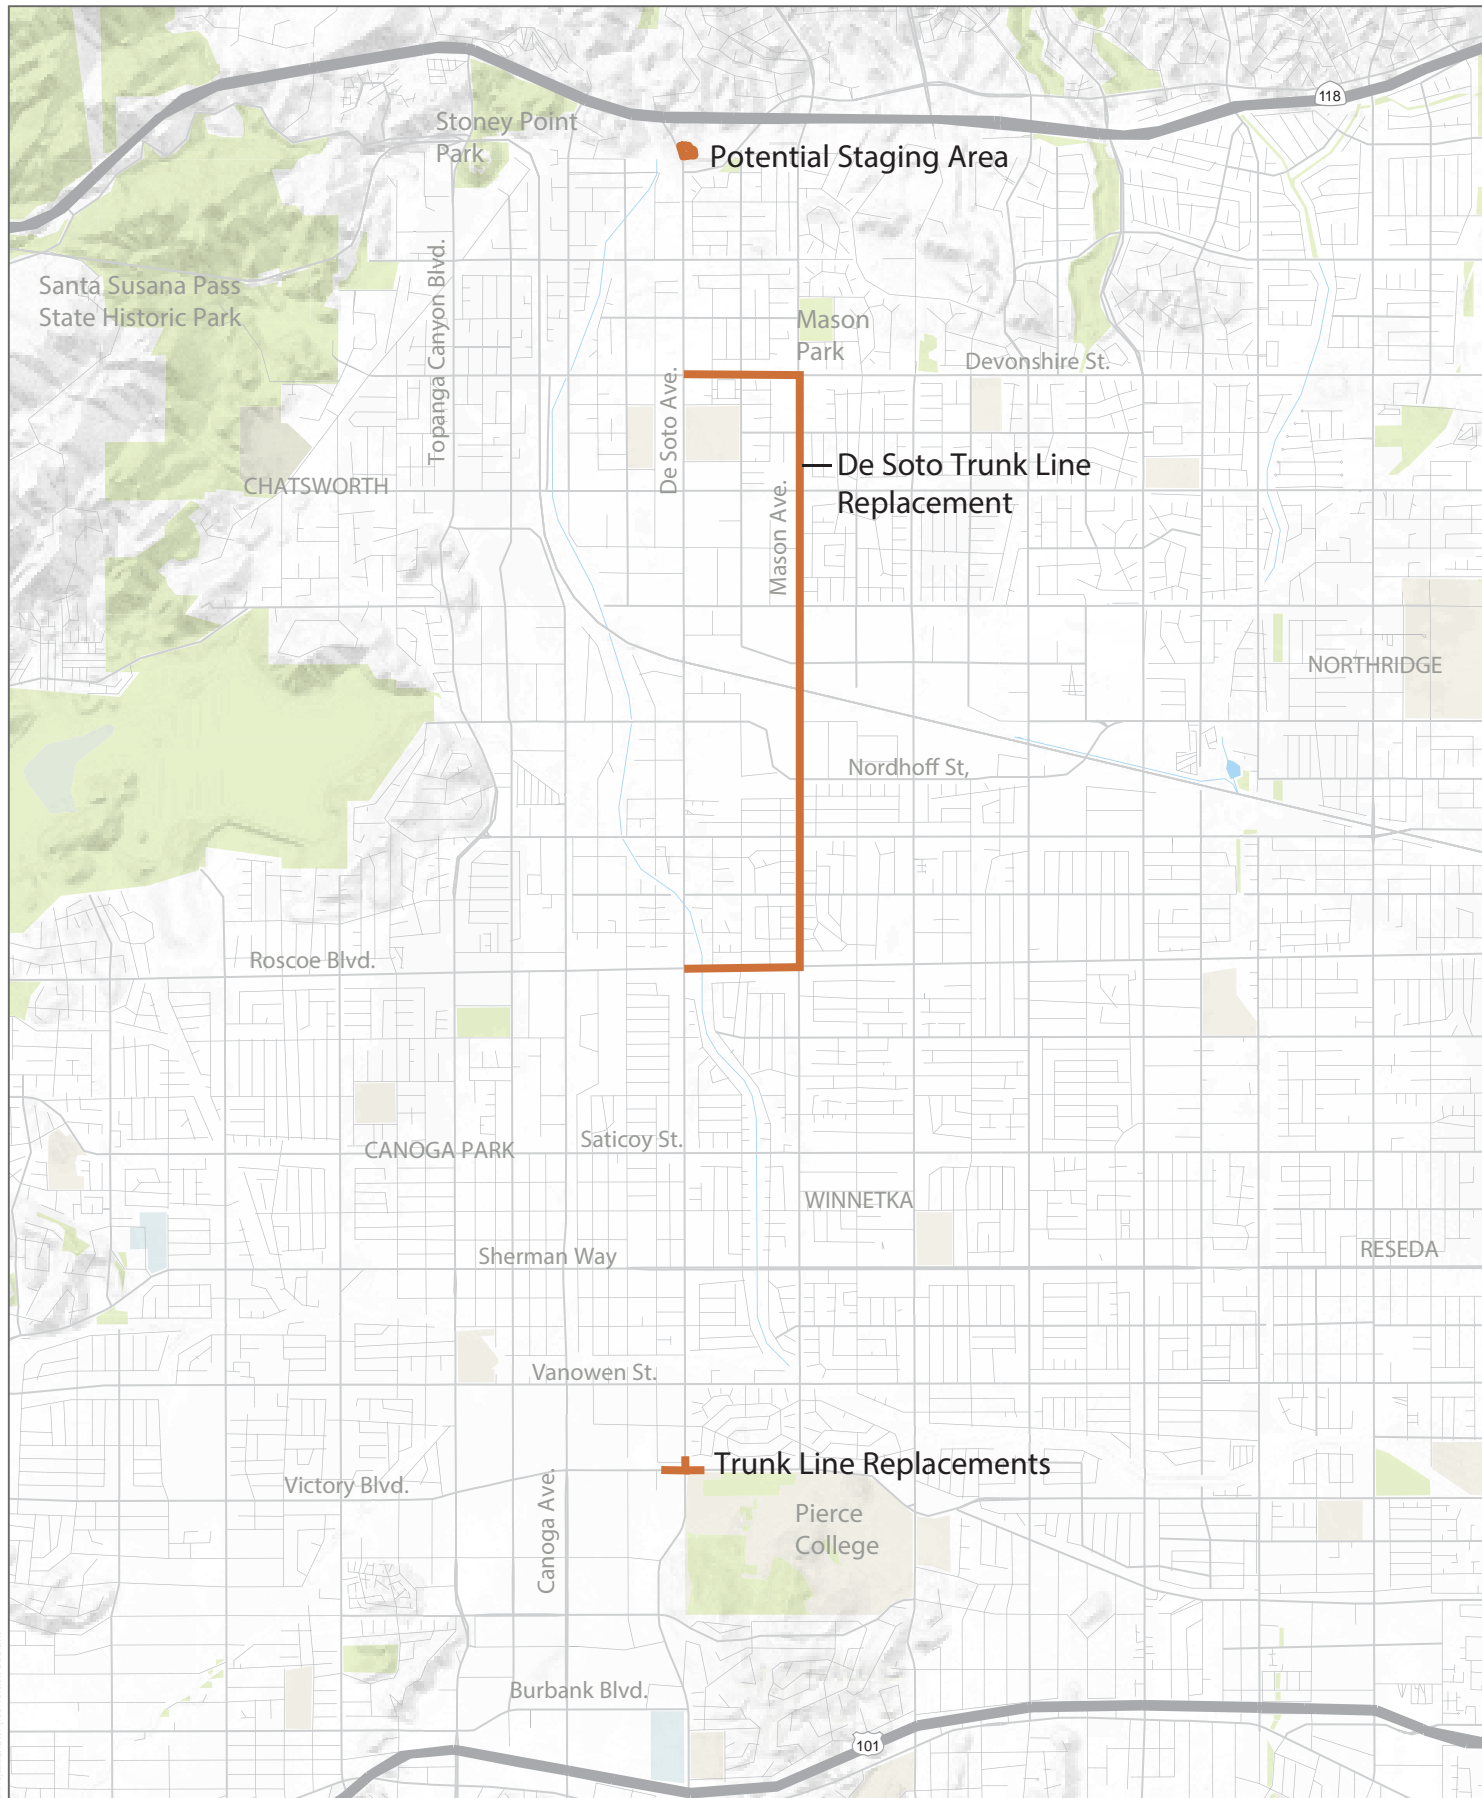 118
Stoney Point
Park
Potential Staging Area
Topanga Canyon Blvd.
Santa Susana Pass
State Historic Park
Mason
Park
Devonshire St.
De Soto Ave.
De Soto Trunk Line
Replacement
CHATSWORTH
Mason Ave.
NORTHRIDGE
Nordhoff St,
Roscoe Blvd.
Saticoy St.
CANOGA PARK
WINNETKA
RESEDA
Sherman Way
Vanowen St.
Trunk Line Replacements
Victory Blvd.
Canoga Ave.
Pierce
College
Burbank Blvd.
101